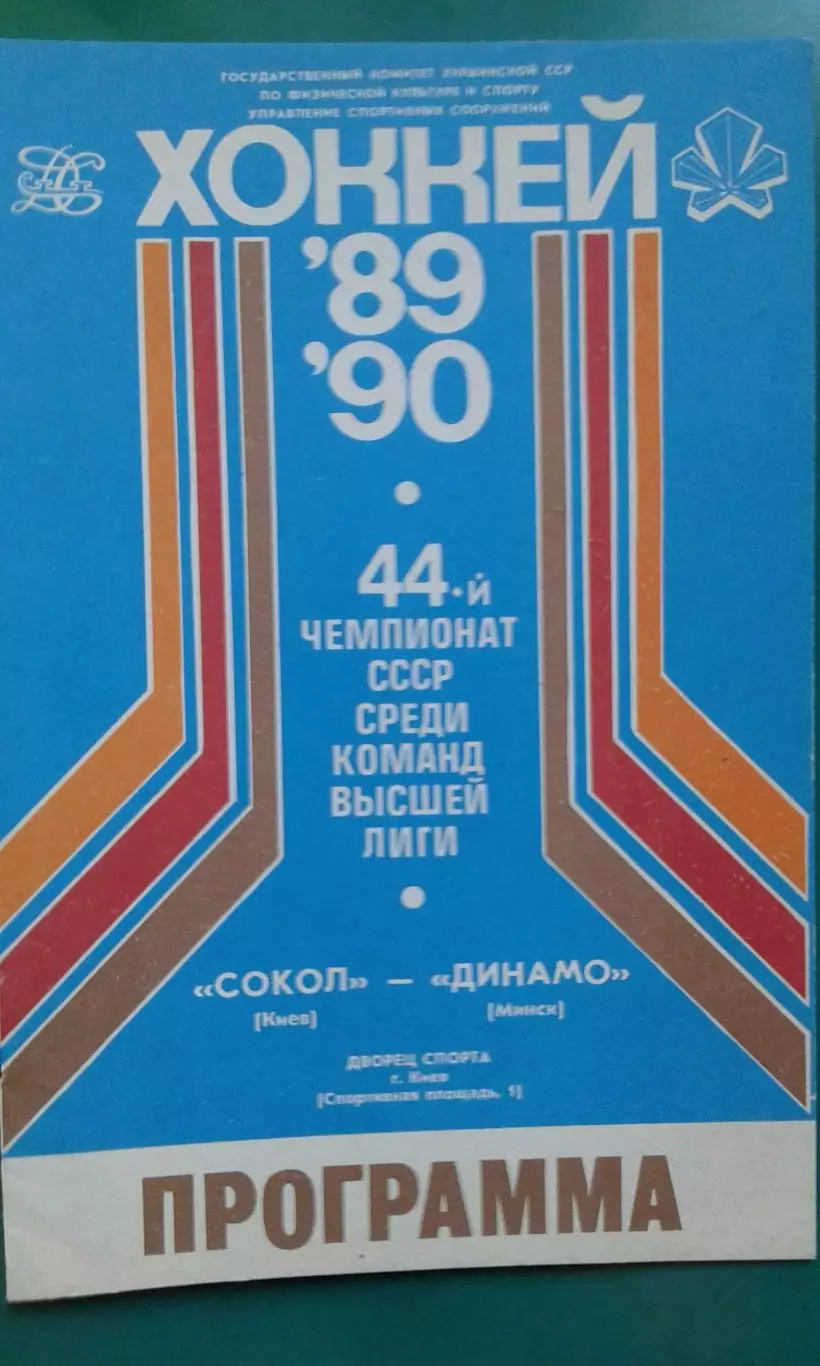 ГОСУДАРСТВЕННЫЙ КОМИТЕТ УКРАИНСКОЙ ССР
ПО ФИЗИЧЕСКОЙ КУЛЬТУРЕ И СПОРТУ
УПРАВЛЕНИЕ СПОРТИВНЫХ СООРУЖЕНИЙ
ХОККЕЙ
'89
'90
44-й
ЧЕМПИОНАТ
СССР
СРЕДИ
КОМАНД
ВЫСШЕЙ
ЛИГИ
«СОКОЛ» – «ДИНАМО»
[Киев] [Минск]
ДВОРЕЦ СПОРТА
г. Киев
[Спортивная площадь, 1]
ПРОГРАММА